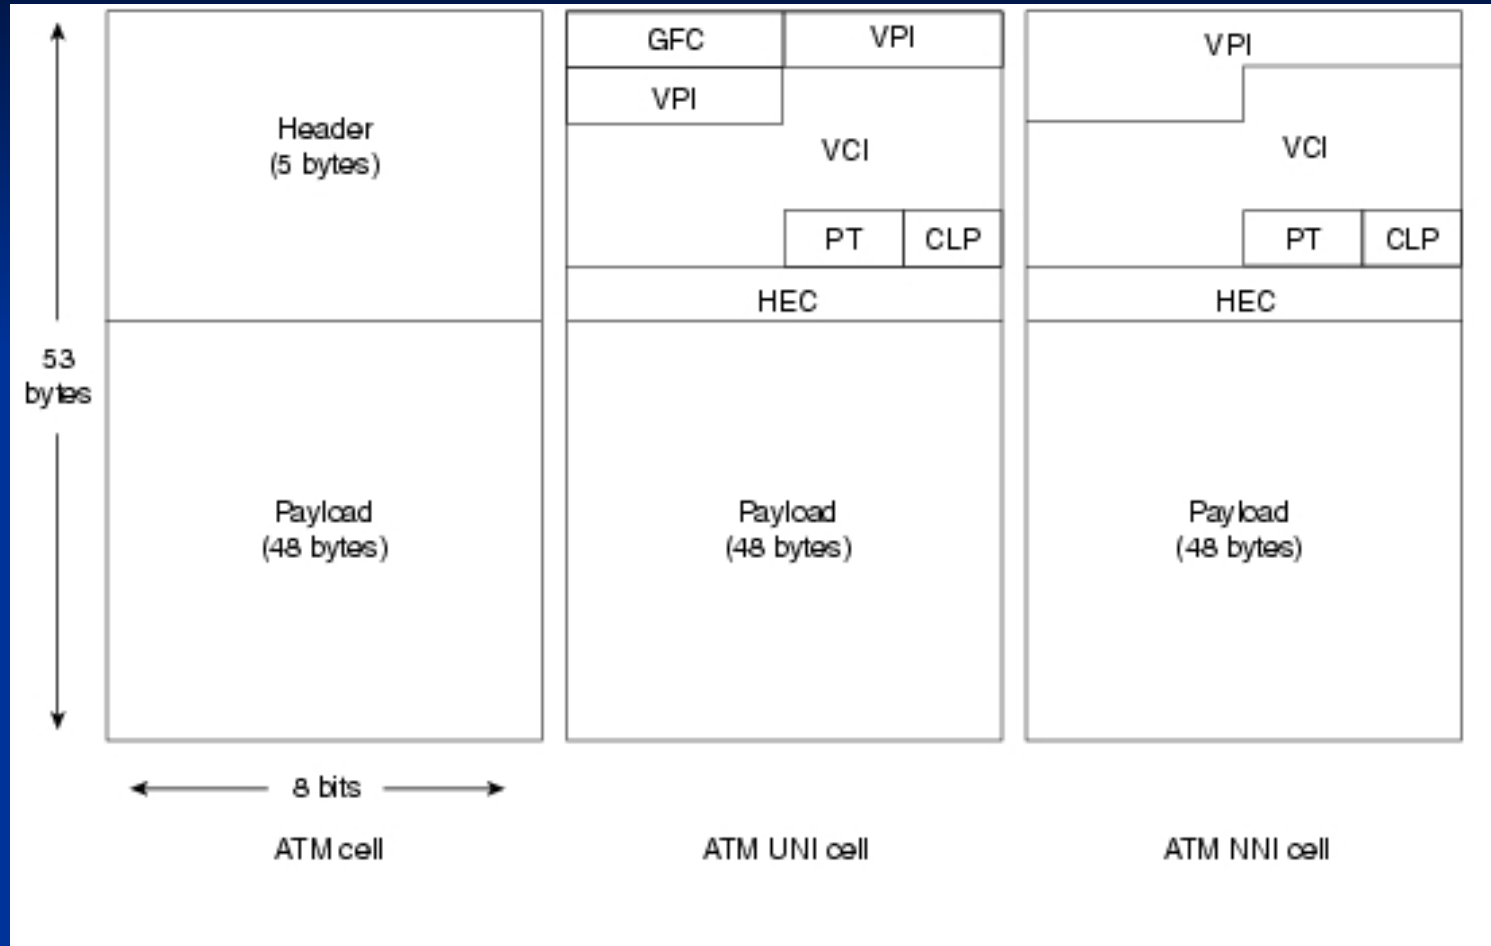 53
bytes
Header
(5 bytes)
Payload
(48 bytes)
8 bits
ATM cell
GFC
VPI
VPI
VCI
PT
CLP
HEC
Payload
(48 bytes)
ATM UNI cell
VPI
VCI
PT
CLP
HEC
Payload
(48 bytes)
ATM NNI cell